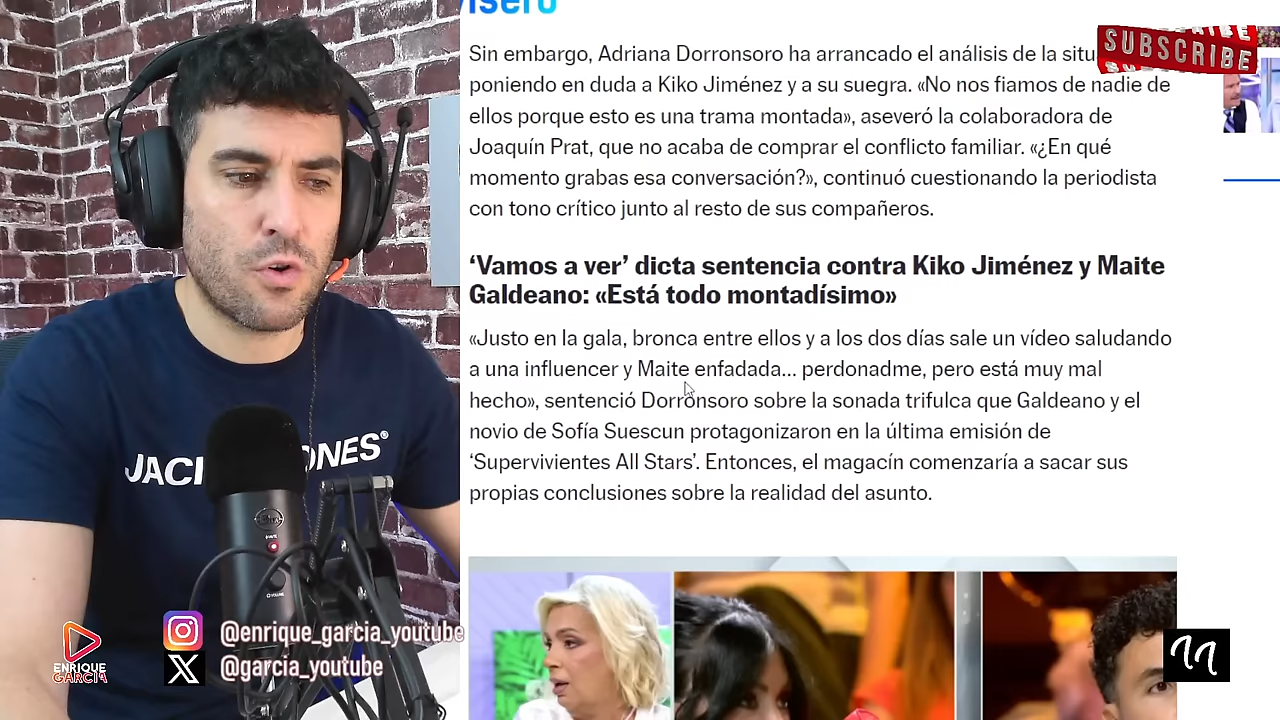 visero
SUBSCRIBE
Sin embargo, Adriana Dorronsoro ha arrancado el análisis de la situ
poniendo en duda a Kiko Jiménez y a su suegra. «No nos fiamos de nadie de
ellos porque esto es una trama montada», aseveró la colaboradora de
Joaquín Prat, que no acaba de comprar el conflicto familiar. «¿En qué
momento grabas esa conversación?», continuó cuestionando la periodista
con tono crítico junto al resto de sus compañeros.
‘Vamos a ver’ dicta sentencia contra Kiko Jiménez y Maite
Galdeano: «Está todo montadísimo»
«Justo en la gala, bronca entre ellos y a los dos días sale un vídeo saludando
a una influencer y Maite enfadada... perdonadme, pero está muy mal
hecho», sentenció Dorronsoro sobre la sonada trifulca que Galdeano y el
novio de Sofía Suescun protagonizaron en la última emisión de
‘Supervivientes All Stars’. Entonces, el magacín comenzaría a sacar sus
propias conclusiones sobre la realidad del asunto.
JACK JONES®
@enrique_garcia_youtube
@garcia_youtube
ENRIQUE
GARCIA